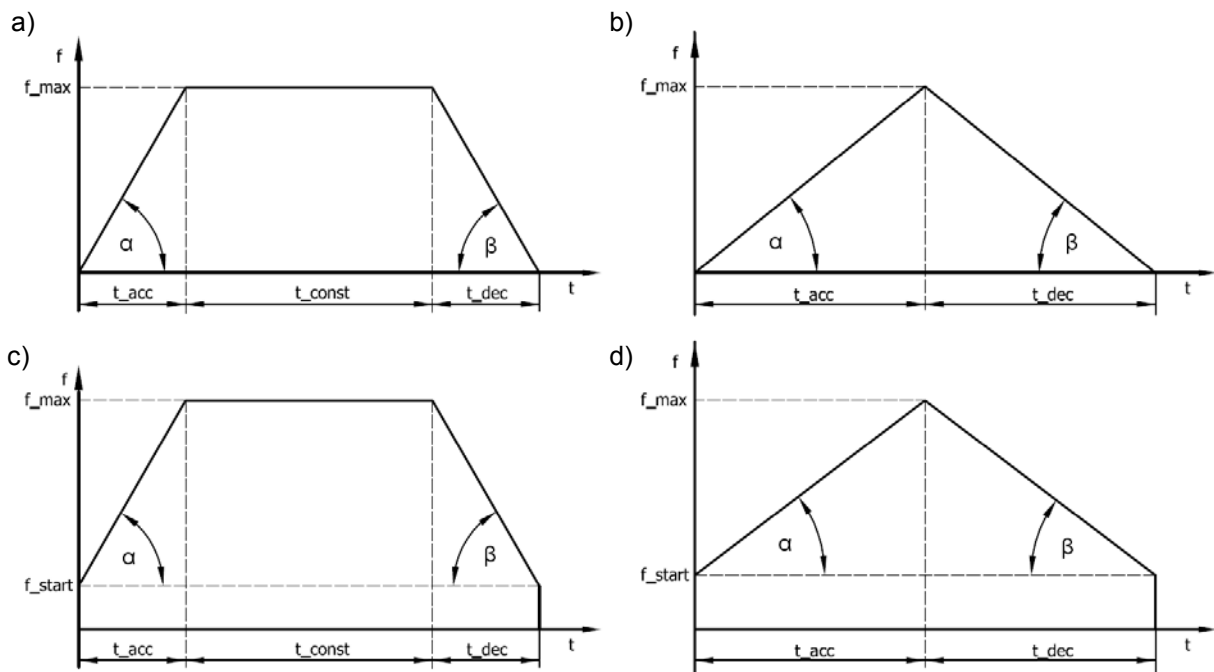 a)
f
f_max
α
β
t_acc
t_const
t_dec
t
b)
f
f_max
α
β
t_acc
t_dec
t
c)
f
f_max
α
β
f_start
t_acc
t_const
t_dec
t
d)
f
f_max
α
β
f_start
t_acc
t_dec
t